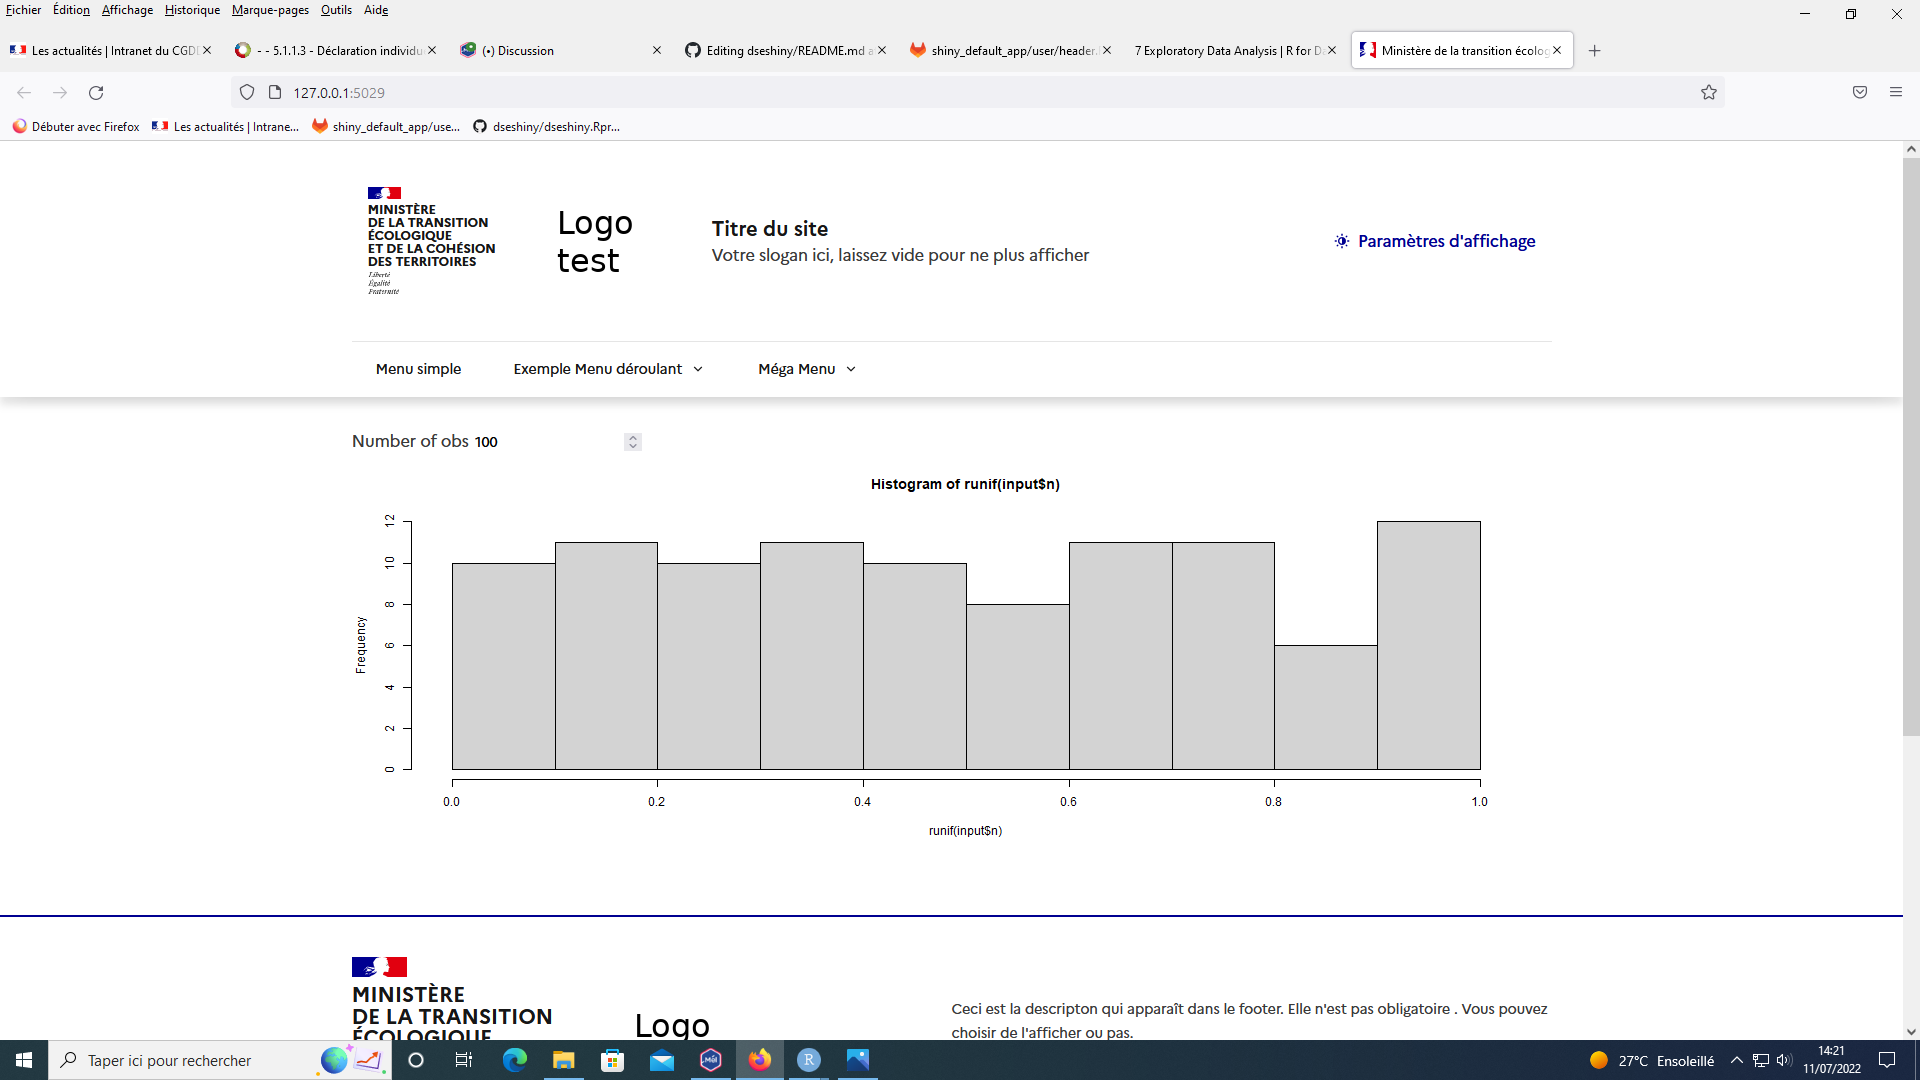 Fichier Édition Affichage Historique Marque-pages Outils Aide
Les actualités | Intranet du CGD
- - 5.1.1.3 - Déclaration individu
(•) Discussion
Editing dseshiny/README.md a
shiny_default_app/user/header.
7 Exploratory Data Analysis | R for D
Ministère de la transition écolog
127.0.0.1:5029
Débuter avec Firefox
Les actualités | Intrane...
shiny_default_app/use...
dseshiny/dseshiny.Rpr...
MINISTÈRE
DE LA TRANSITION
ÉCOLOGIQUE
ET DE LA COHÉSION
DES TERRITOIRES
Liberté
Égalité
Fraternité
Logo
test
Titre du site
Votre slogan ici, laissez vide pour ne plus afficher
Paramètres d'affichage
Menu simple
Exemple Menu déroulant
Méga Menu
Number of obs 100
Histogram of runif(input$n)
Frequency
12
10
8
6
4
2
0
0.0 0.2 0.4 0.6 0.8 1.0
runif(input$n)
MINISTÈRE
DE LA TRANSITION
ÉCOLOGIQUE
Logo
Ceci est la descripton qui apparaît dans le footer. Elle n'est pas obligatoire . Vous pouvez
choisir de l'afficher ou pas.
Taper ici pour rechercher
Mél
R
27°C Ensoleillé
14:21
11/07/2022